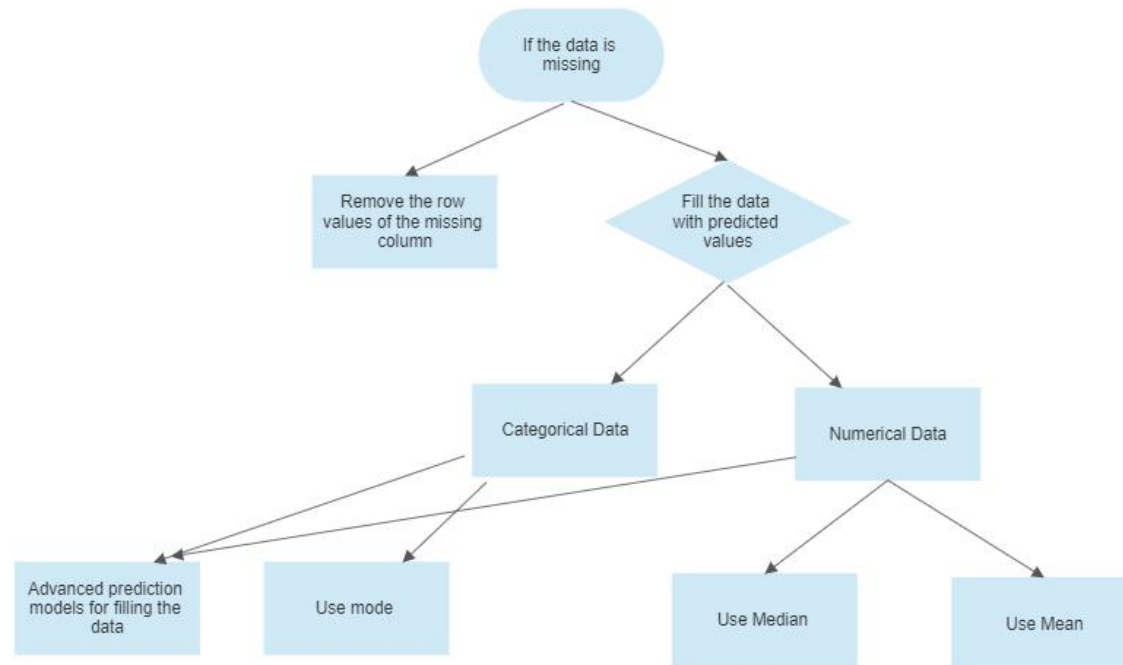 If the data is
missing
Remove the row
values of the missing
column
Fill the data
with predicted
values
Categorical Data
Numerical Data
Advanced prediction
models for filling the
data
Use mode
Use Median
Use Mean